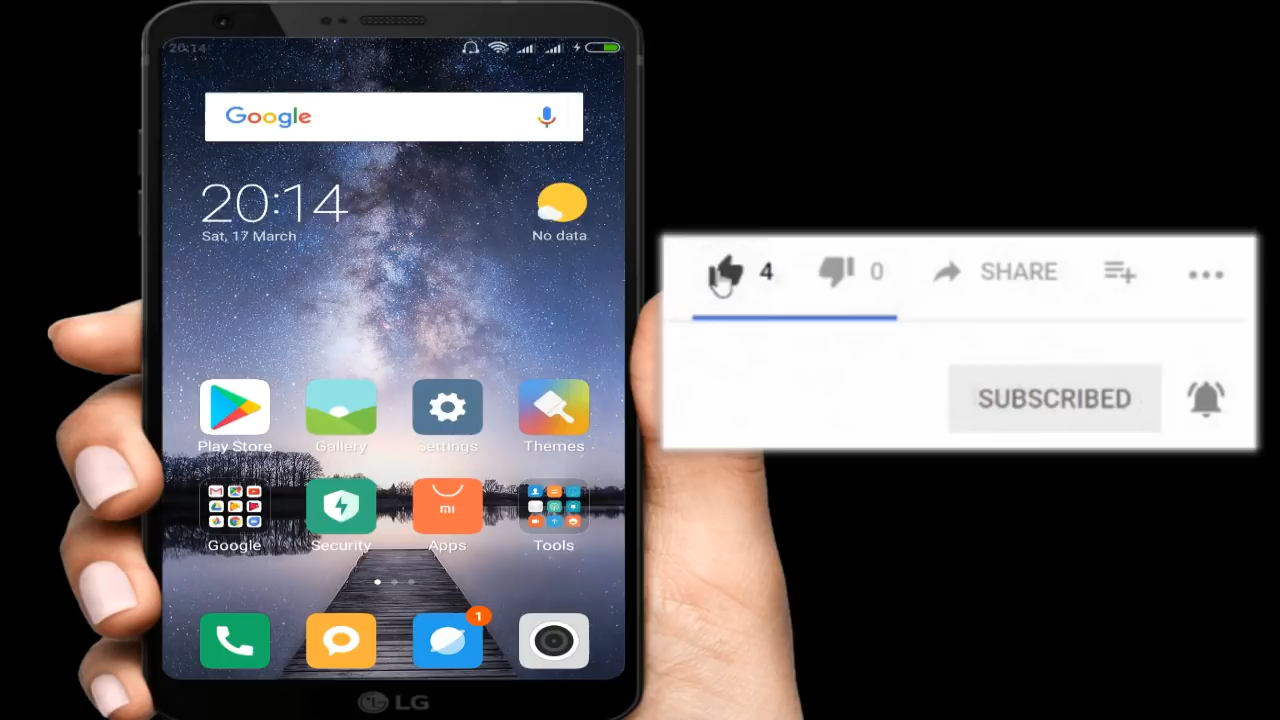 20:14
Google
20:14
Sat, 17 March
No data
4 0 SHARE
SUBSCRIBED
Play Store Gallery Settings Themes
mi
Google Security Apps Tools
1
LG